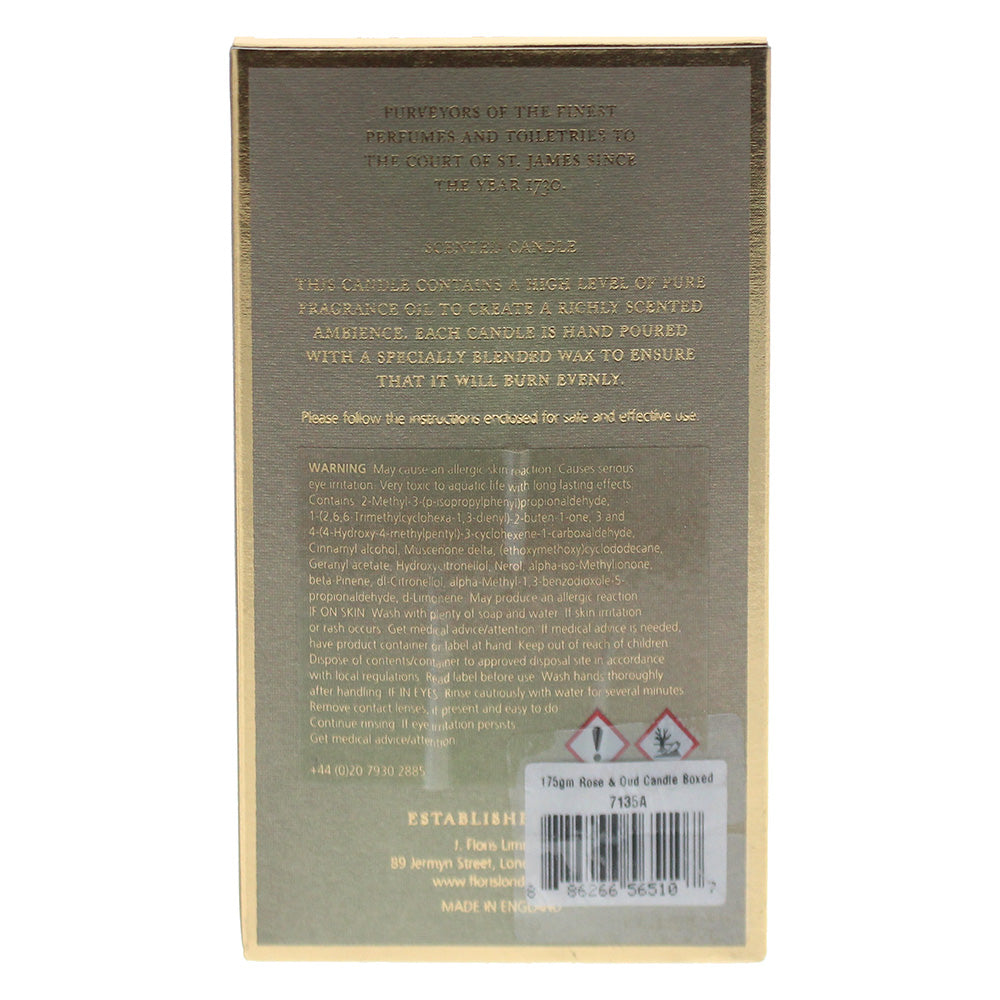 PURVEYORS OF THE FINEST
PERFUMES AND TOILETRIES TO
THE COURT OF ST. JAMES SINCE
THE YEAR 1730.
SCENTED CANDLE
THIS CANDLE CONTAINS A HIGH LEVEL OF PURE
FRAGRANCE OIL TO CREATE A RICHLY SCENTED
AMBIENCE. EACH CANDLE IS HAND POURED
WITH A SPECIALLY BLENDED WAX TO ENSURE
THAT IT WILL BURN EVENLY.
Please follow the instructions enclosed for safe and effective use.
WARNING May cause an allergic skin reaction. Causes serious
eye irritation. Very toxic to aquatic life with long lasting effects.
Contains: 2-Methyl-3-(p-isopropylphenyl)propionaldehyde,
1-(2,6,6-Trimethylcyclohexa-1,3-dienyl)-2-buten-1-one, 3 and
4-(4-Hydroxy-4-methylpentyl)-3-cyclohexene-1-carboxaldehyde,
Cinnamyl alcohol, Muscenone delta, (ethoxymethoxy)cyclododecane,
Geranyl acetate, Hydroxycitronellol, Nerol, alpha-iso-Methylionone,
beta-Pinene, dl-Citronellol, alpha-Methyl-1,3-benzodioxole-5-
propionaldehyde, d-Limonene. May produce an allergic reaction.
IF ON SKIN: Wash with plenty of soap and water. If skin irritation
or rash occurs: Get medical advice/attention. If medical advice is needed,
have product container or label at hand. Keep out of reach of children.
Dispose of contents/container to approved disposal site in accordance
with local regulations. Read label before use. Wash hands thoroughly
after handling. IF IN EYES: Rinse cautiously with water for several minutes.
Remove contact lenses, if present and easy to do.
Continue rinsing. If eye irritation persists:
Get medical advice/attention.
+44 (0)20 7930 2885
175gm Rose & Oud Candle Boxed
7135A
8 86266 56510 7
ESTABLISHE
J. Floris Lim
89 Jermyn Street, Lon
www.florislond
MADE IN ENGLAND